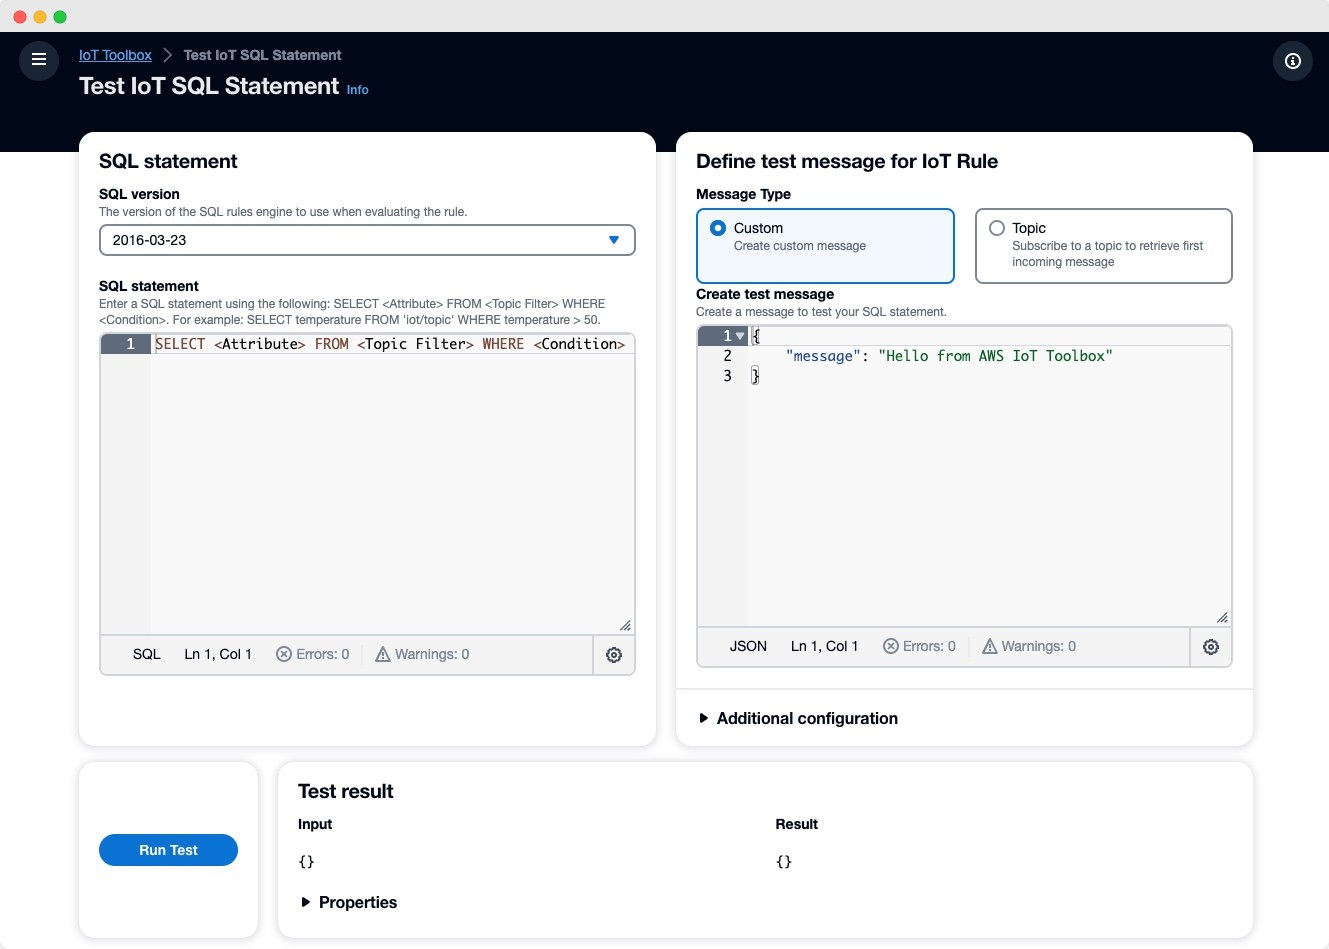 IoT Toolbox > Test IoT SQL Statement
Test IoT SQL Statement Info
SQL statement
SQL version
The version of the SQL rules engine to use when evaluating the rule.
2016-03-23
SQL statement
Enter a SQL statement using the following: SELECT <Attribute> FROM <Topic Filter> WHERE
<Condition>. For example: SELECT temperature FROM 'iot/topic' WHERE temperature > 50.
1 SELECT <Attribute> FROM <Topic Filter> WHERE <Condition>
SQL Ln 1, Col 1 Errors: 0 Warnings: 0
Define test message for IoT Rule
Message Type
Custom
Create custom message
Topic
Subscribe to a topic to retrieve first
incoming message
Create test message
Create a message to test your SQL statement.
1 {
2 "message": "Hello from AWS IoT Toolbox"
3 }
JSON Ln 1, Col 1 Errors: 0 Warnings: 0
Additional configuration
Run Test
Test result
Input
{}
Result
{}
Properties